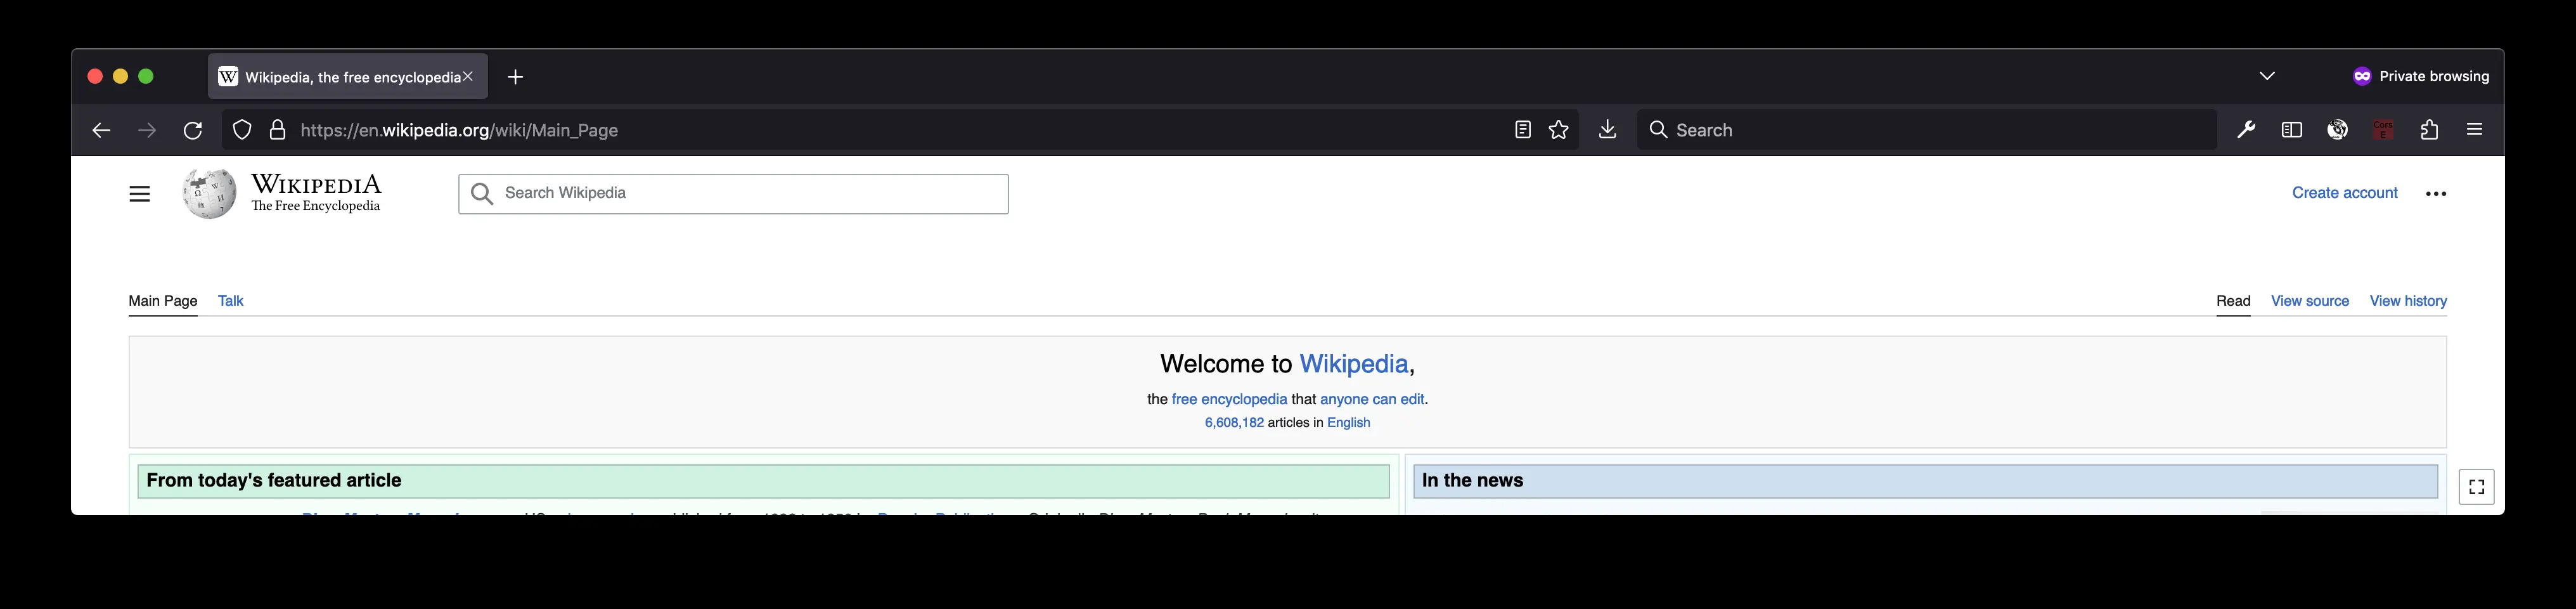 Wikipedia, the free encyclopedia
Private browsing
https://en.wikipedia.org/wiki/Main_Page
Search
Cors
E
WIKIPEDIA
The Free Encyclopedia
Search Wikipedia
Create account
Main Page Talk
Read View source View history
Welcome to Wikipedia,
the free encyclopedia that anyone can edit.
6,608,182 articles in English
From today's featured article
In the news